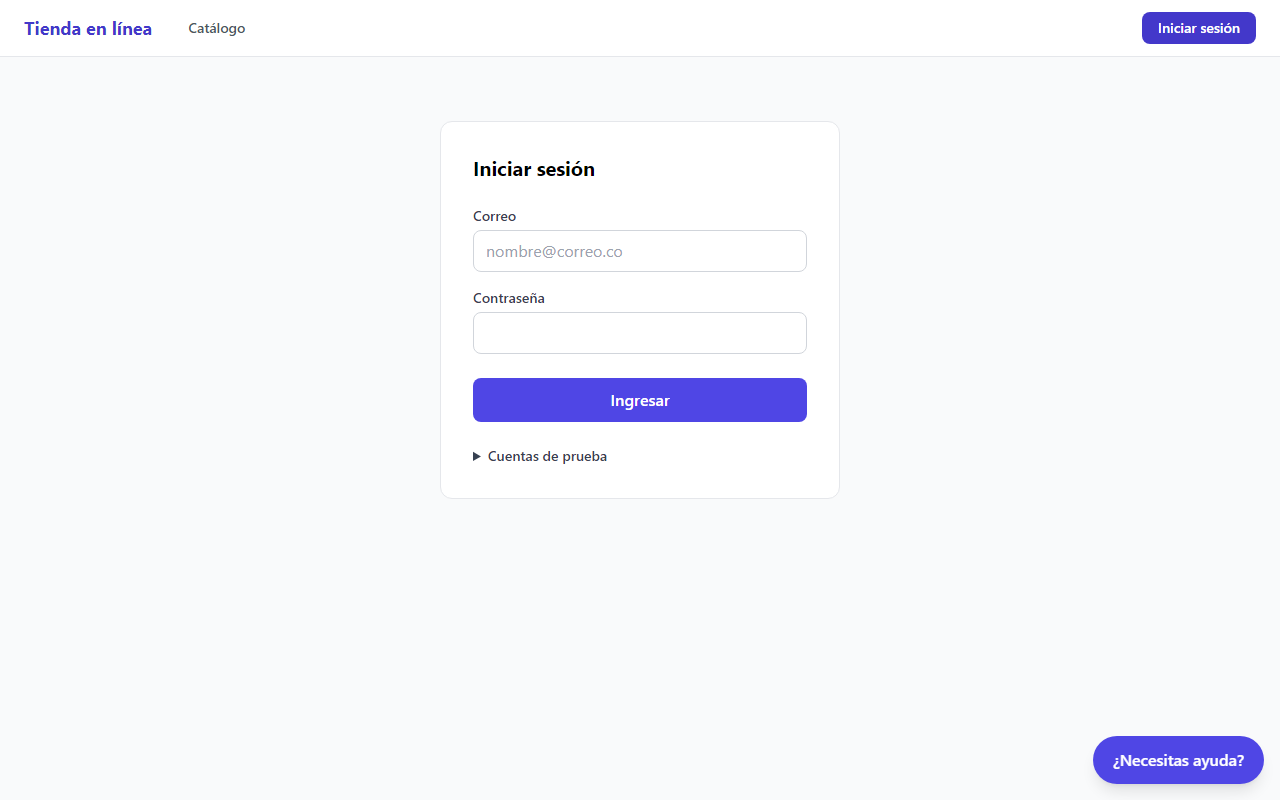 Tienda en línea
Catálogo
Iniciar sesión
Iniciar sesión
Correo
nombre@correo.co
Contraseña
Ingresar
Cuentas de prueba
¿Necesitas ayuda?